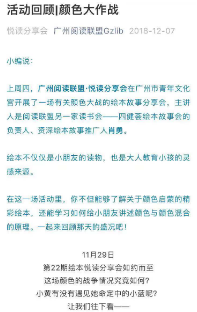 活动回顾|颜色大作战
悦读分享会 广州阅读联盟Gzlib 2018-12-07
小编说：
上周四，广州阅读联盟·悦读分享会在广州市青年文化
宫开展了一场有关颜色大战的绘本故事分享会。主讲
人是阅读联盟另一家读书会——四健荟绘本故事会的
负责人、资深绘本故事推广人肖勇。
绘本不仅仅是小朋友的读物，也是大人教育小孩的灵
感来源。
在这一场活动里，你不但能够了解关于颜色启蒙的精
彩绘本，还能学习如何给小朋友讲述颜色与颜色混合
的原理。一起来回顾那天的盛况吧！
11月29日
第22期绘本悦读分享会如约而至
这场颜色的战争情况究竟如何？
小黄有没有遇见她命定中的小蓝呢？
让我们往下看——